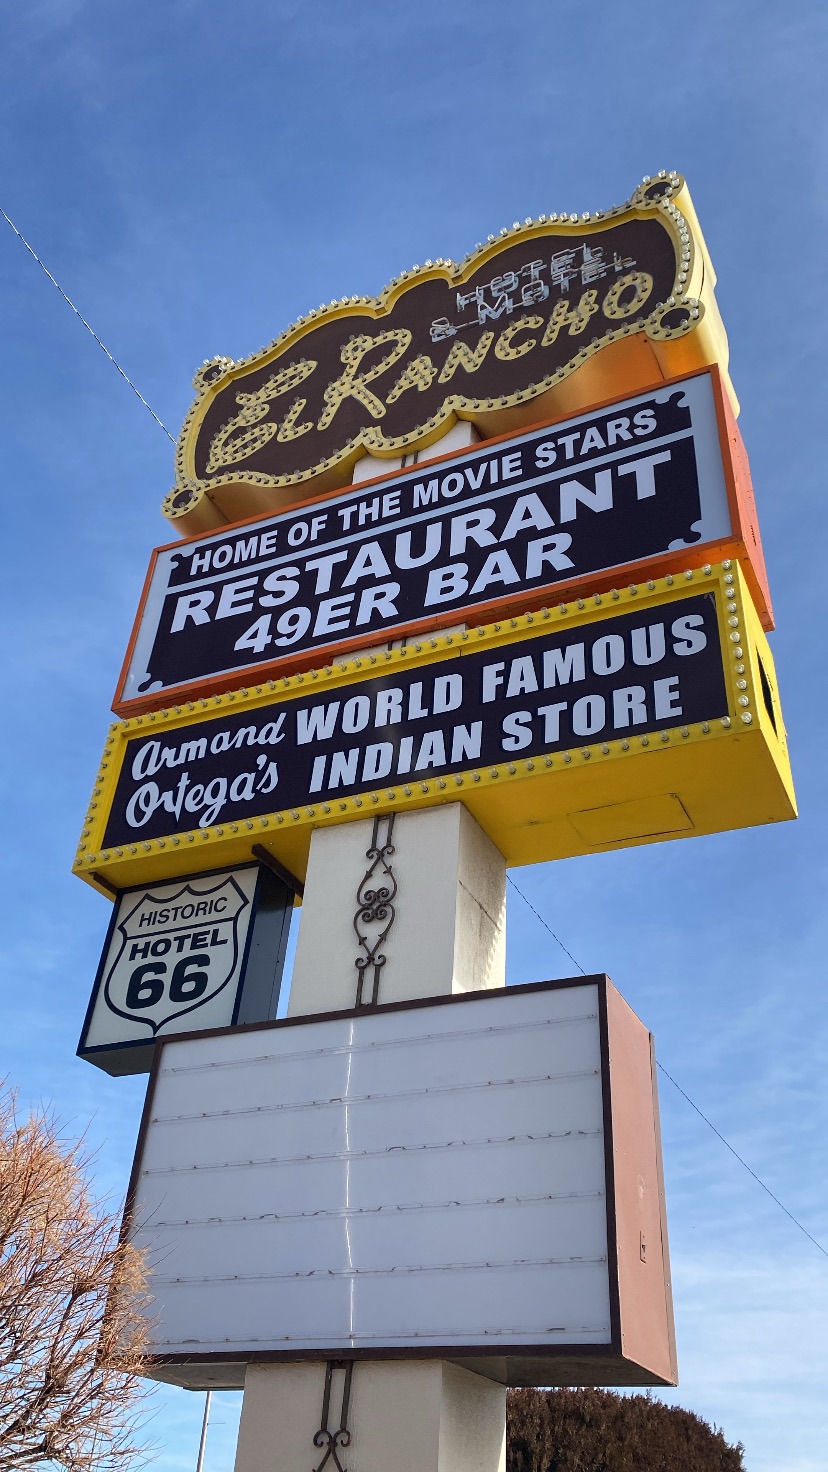 HOTEL
& MOTEL
El RANCHO
HOME OF THE MOVIE STARS
RESTAURANT
49ER BAR
Armand Ortega's
WORLD FAMOUS
INDIAN STORE
HISTORIC
HOTEL
66